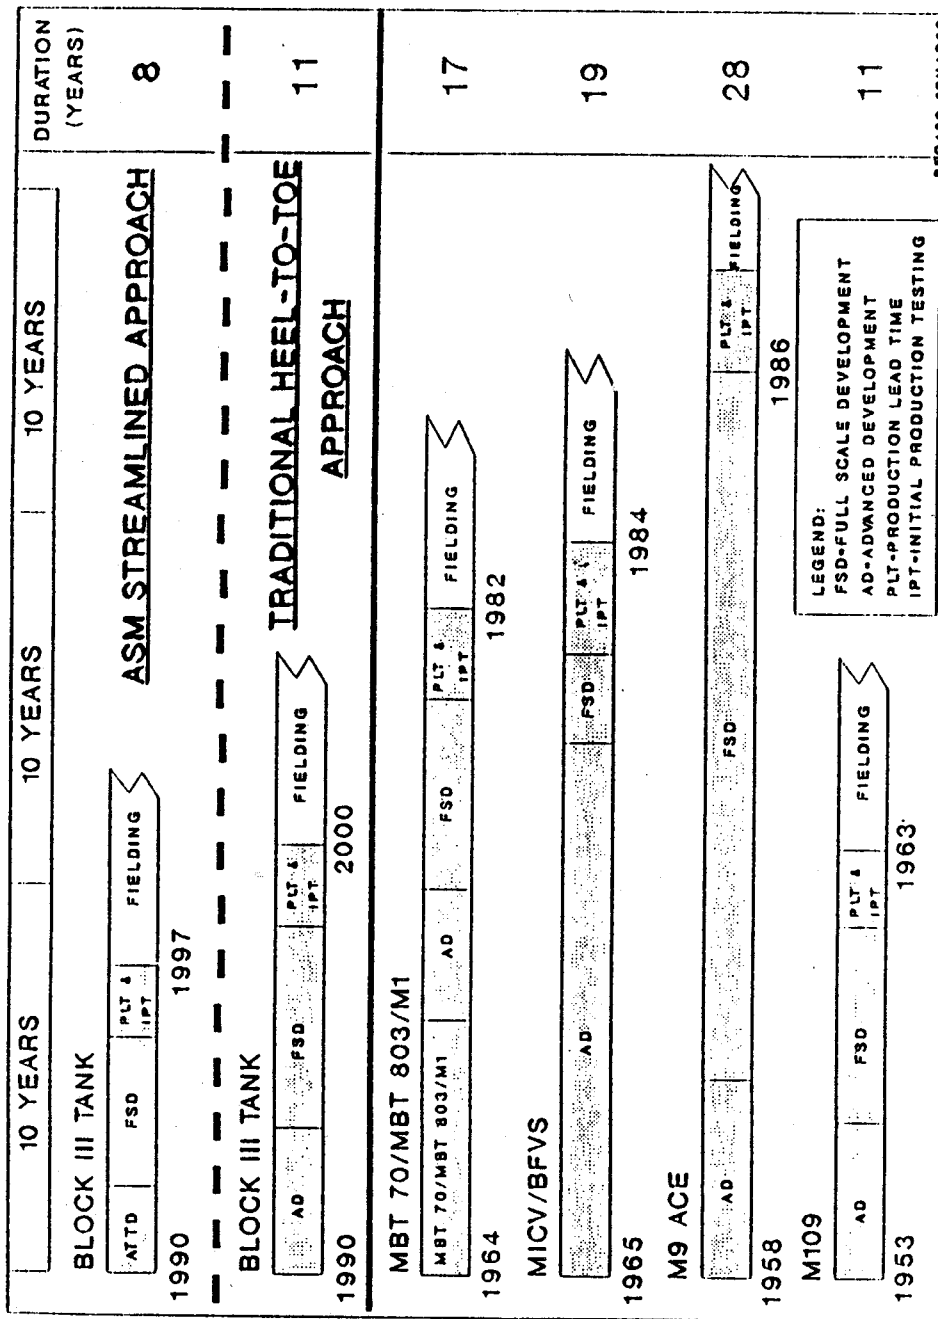 10 YEARS 10 YEARS 10 YEARS DURATION
(YEARS)
BLOCK III TANK
ATTD FSD PLT & IPT FIELDING
ASM STREAMLINED APPROACH
8
1990 1997
BLOCK III TANK
AD FSD PLT & IPT FIELDING
TRADITIONAL HEEL-TO-TOE
APPROACH
11
1990 2000
MBT 70/MBT 803/M1
MBT 70/MBT 803/M1 AD FSD PLT & IPT FIELDING
17
1964 1982
MICV/BFVS
AD FSD PLT & IPT FIELDING
19
1965 1984
M9 ACE
AD FSD PLT & IPT FIELDING
28
1958 1986
M109
AD FSD PLT & IPT FIELDING
11
1953 1963
LEGEND:
FSD=FULL SCALE DEVELOPMENT
AD=ADVANCED DEVELOPMENT
PLT=PRODUCTION LEAD TIME
IPT=INITIAL PRODUCTION TESTING